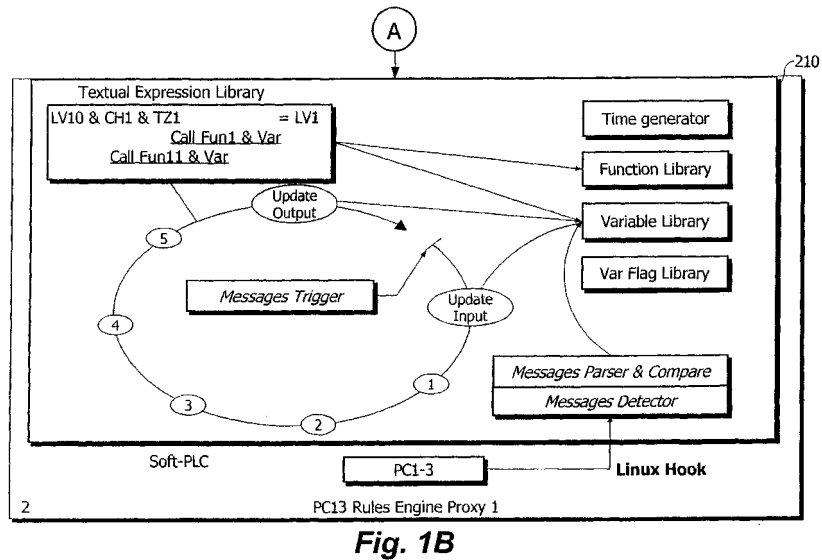 A
210
Textual Expression Library
LV10 & CH1 & TZ1 = LV1
Call Fun1 & Var
Call Fun11 & Var
Time generator
Function Library
Variable Library
Var Flag Library
Update
Output
5
Messages Trigger
Update
Input
4
3
2
1
Messages Parser & Compare
Messages Detector
Soft-PLC
PC1-3
Linux Hook
2
PC13 Rules Engine Proxy 1
Fig. 1B